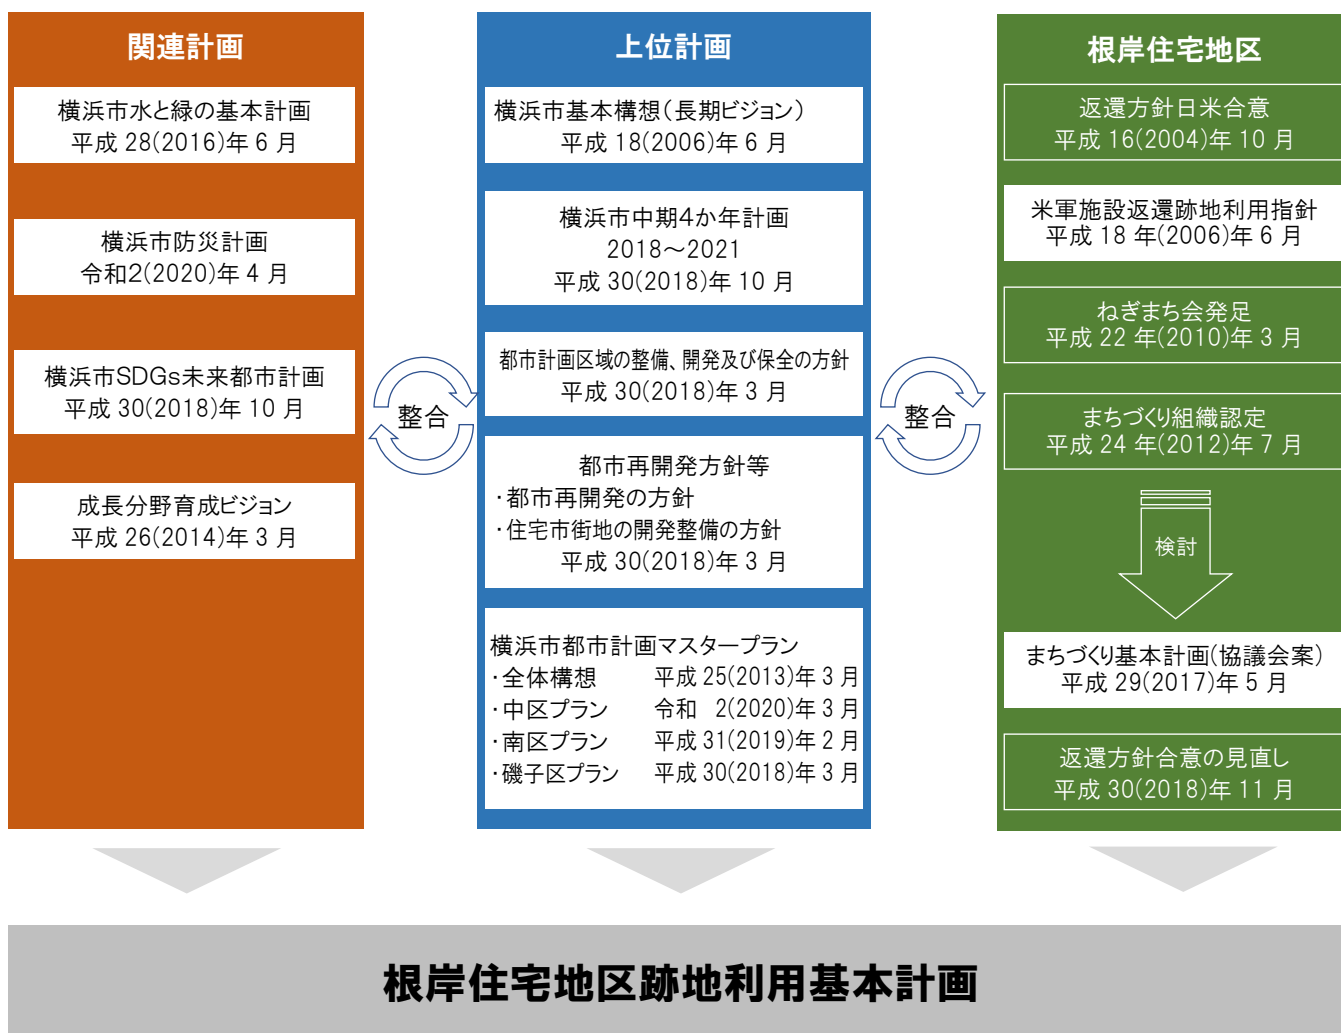 関連計画
横浜市水と緑の基本計画
平成 28(2016)年 6 月
横浜市防災計画
令和2(2020)年 4 月
横浜市SDGs未来都市計画
平成 30(2018)年 10 月
成長分野育成ビジョン
平成 26(2014)年 3 月
整合
上位計画
横浜市基本構想(長期ビジョン)
平成 18(2006)年 6 月
横浜市中期4か年計画
2018～2021
平成 30(2018)年 10 月
都市計画区域の整備、開発及び保全の方針
平成 30(2018)年 3 月
都市再開発方針等
・都市再開発の方針
・住宅市街地の開発整備の方針
平成 30(2018)年 3 月
横浜市都市計画マスタープラン
・全体構想 平成 25(2013)年 3 月
・中区プラン 令和 2(2020)年 3 月
・南区プラン 平成 31(2019)年 2 月
・磯子区プラン 平成 30(2018)年 3 月
整合
根岸住宅地区
返還方針日米合意
平成 16(2004)年 10 月
米軍施設返還跡地利用指針
平成 18 年(2006)年 6 月
ねぎまち会発足
平成 22 年(2010)年 3 月
まちづくり組織認定
平成 24 年(2012)年 7 月
検討
まちづくり基本計画(協議会案)
平成 29(2017)年 5 月
返還方針合意の見直し
平成 30(2018)年 11 月
根岸住宅地区跡地利用基本計画